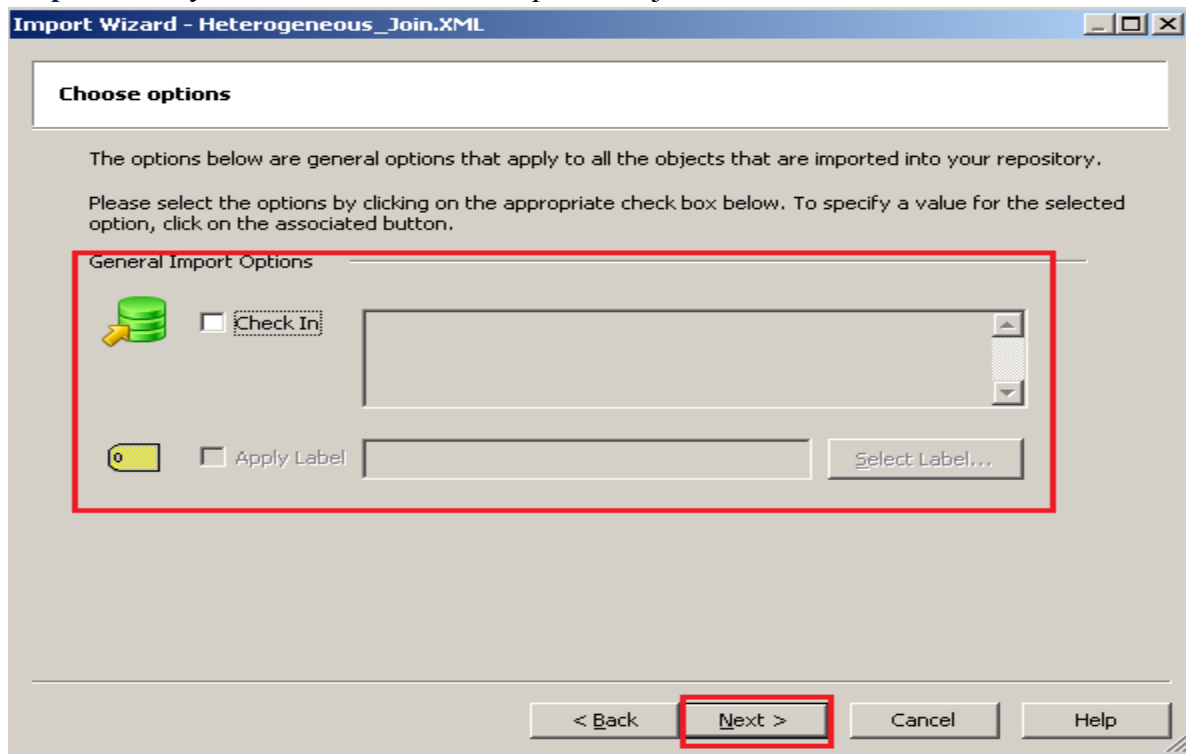 Import Wizard - Heterogeneous_Join.XML
Choose options
The options below are general options that apply to all the objects that are imported into your repository.
Please select the options by clicking on the appropriate check box below. To specify a value for the selected
option, click on the associated button.
General Import Options
Check In
Apply Label
Select Label...
< Back
Next >
Cancel
Help